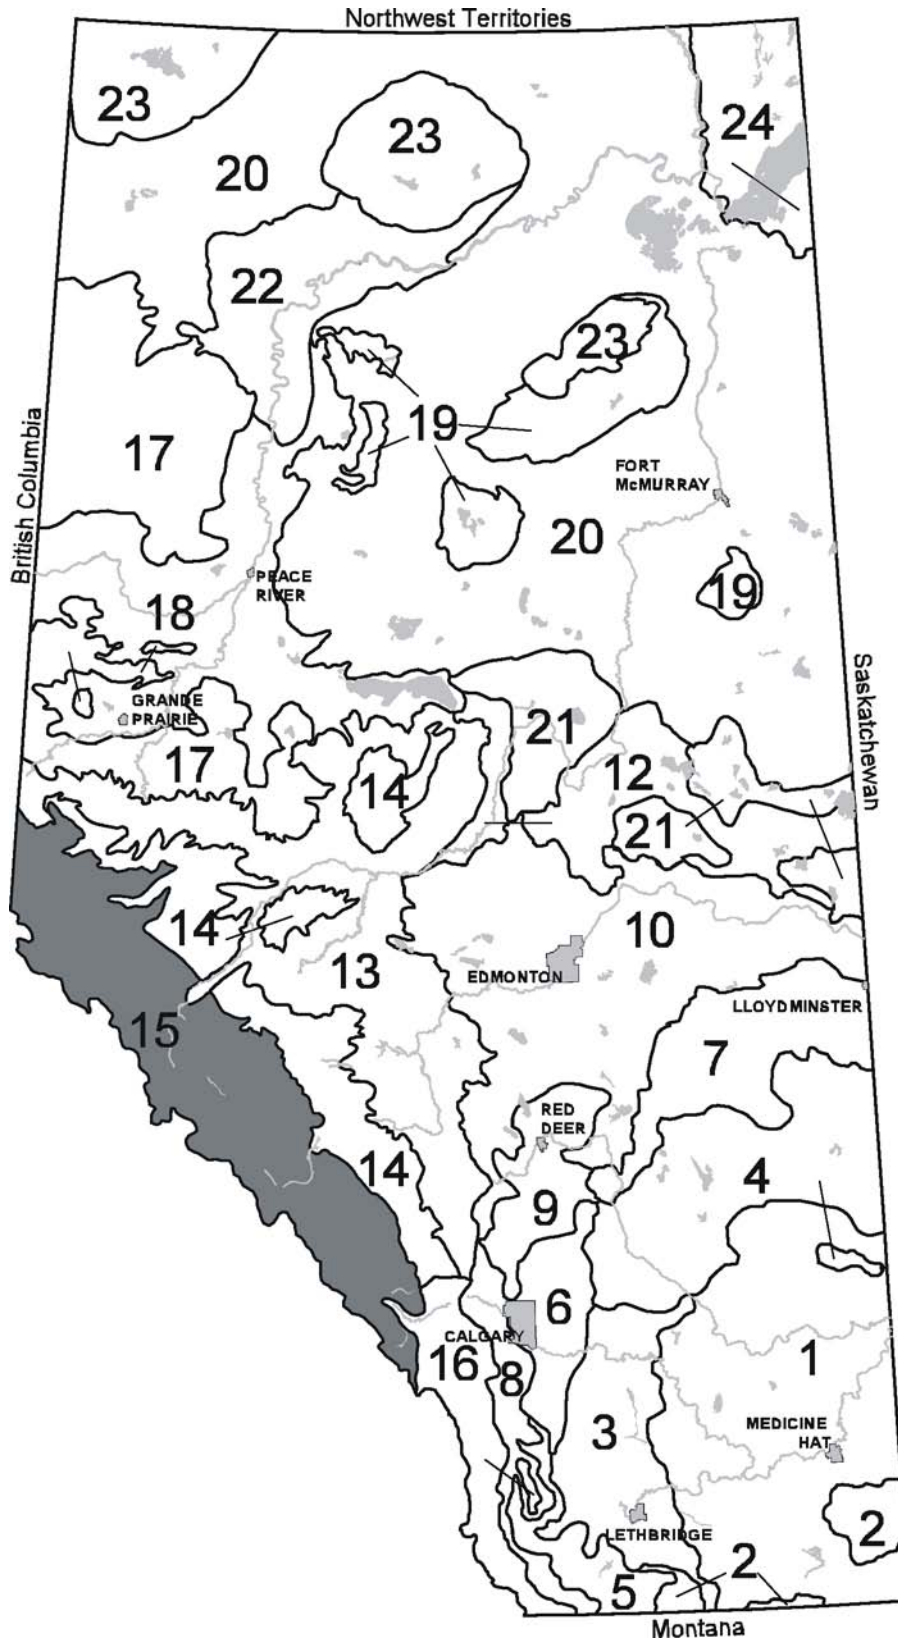 Northwest Territories
23
23
24
20
22
23
British Columbia
19
17
FORT
McMURRAY
20
PEACE
RIVER
19
18
Saskatchewan
GRANDE
PRAIRIE
21
17
12
14
21
14
10
13
EDMONTON
LLOYDMINSTER
15
7
RED
DEER
14
4
9
6
CALGARY
16
8
1
3
MEDICINE
HAT
LETHBRIDGE
2
2
5
Montana